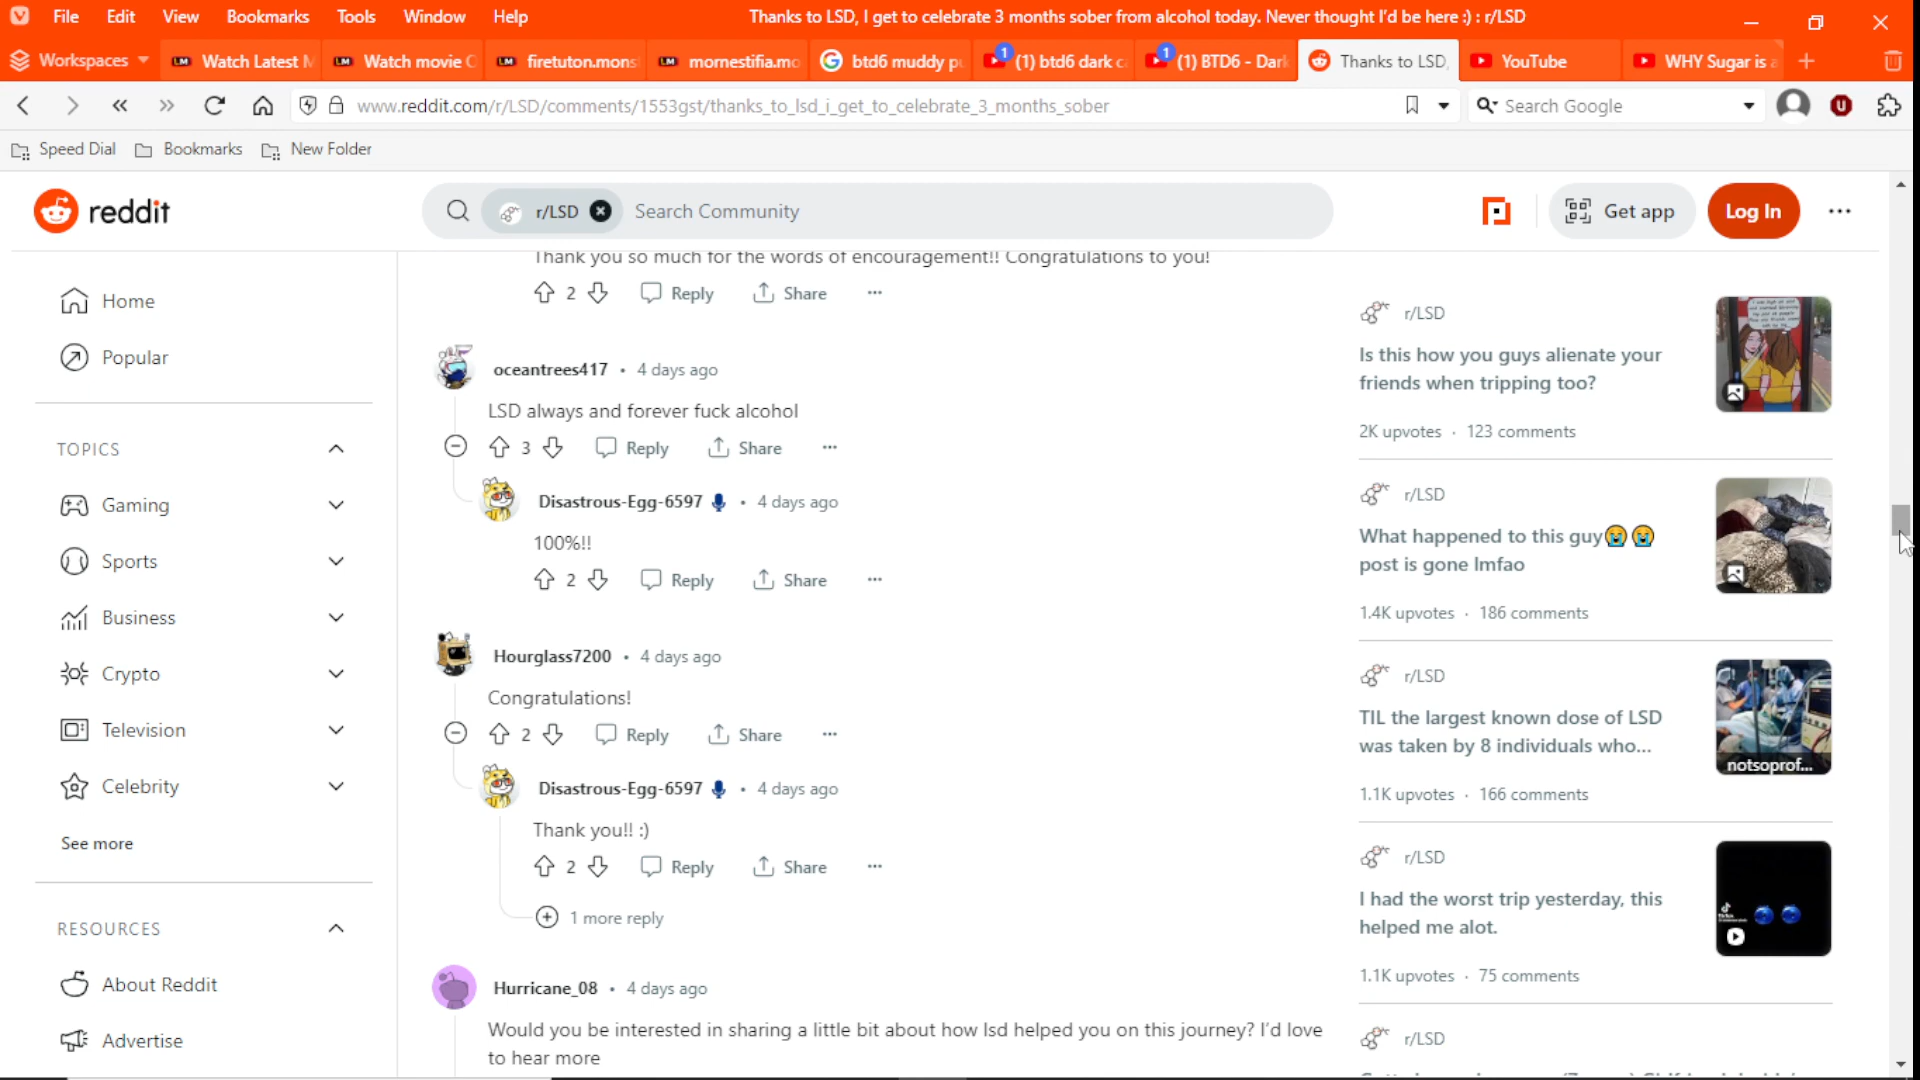 File Edit View Bookmarks Tools Window Help Thanks to LSD, I get to celebrate 3 months sober from alcohol today. Never thought I'd be here :) : r/LSD
Workspaces Watch Latest Watch movie firetuton.mons mornestifia.mo btd6 muddy (1) btd6 dark (1) BTD6 - Dark Thanks to LSD, YouTube WHY Sugar is
www.reddit.com/r/LSD/comments/1553gst/thanks_to_lsd_i_get_to_celebrate_3_months_sober Search Google
Speed Dial Bookmarks New Folder
reddit r/LSD Search Community Get app Log In
Home
Popular
TOPICS
Gaming
Sports
Business
Crypto
Television
Celebrity
See more
RESOURCES
About Reddit
Advertise
Thank you so much for the words of encouragement!! Congratulations to you!
2 Reply Share
oceantrees417 • 4 days ago
LSD always and forever fuck alcohol
3 Reply Share
Disastrous-Egg-6597 • 4 days ago
100%!!
2 Reply Share
Hourglass7200 • 4 days ago
Congratulations!
2 Reply Share
Disastrous-Egg-6597 • 4 days ago
Thank you!! :)
2 Reply Share
1 more reply
Hurricane_08 • 4 days ago
Would you be interested in sharing a little bit about how lsd helped you on this journey? I'd love
to hear more
r/LSD
Is this how you guys alienate your
friends when tripping too?
2K upvotes · 123 comments
r/LSD
What happened to this guy😭😭
post is gone lmfao
1.4K upvotes · 186 comments
r/LSD
TIL the largest known dose of LSD
was taken by 8 individuals who...
notsoprof...
1.1K upvotes · 166 comments
r/LSD
I had the worst trip yesterday, this
helped me alot.
1.1K upvotes · 75 comments
r/LSD